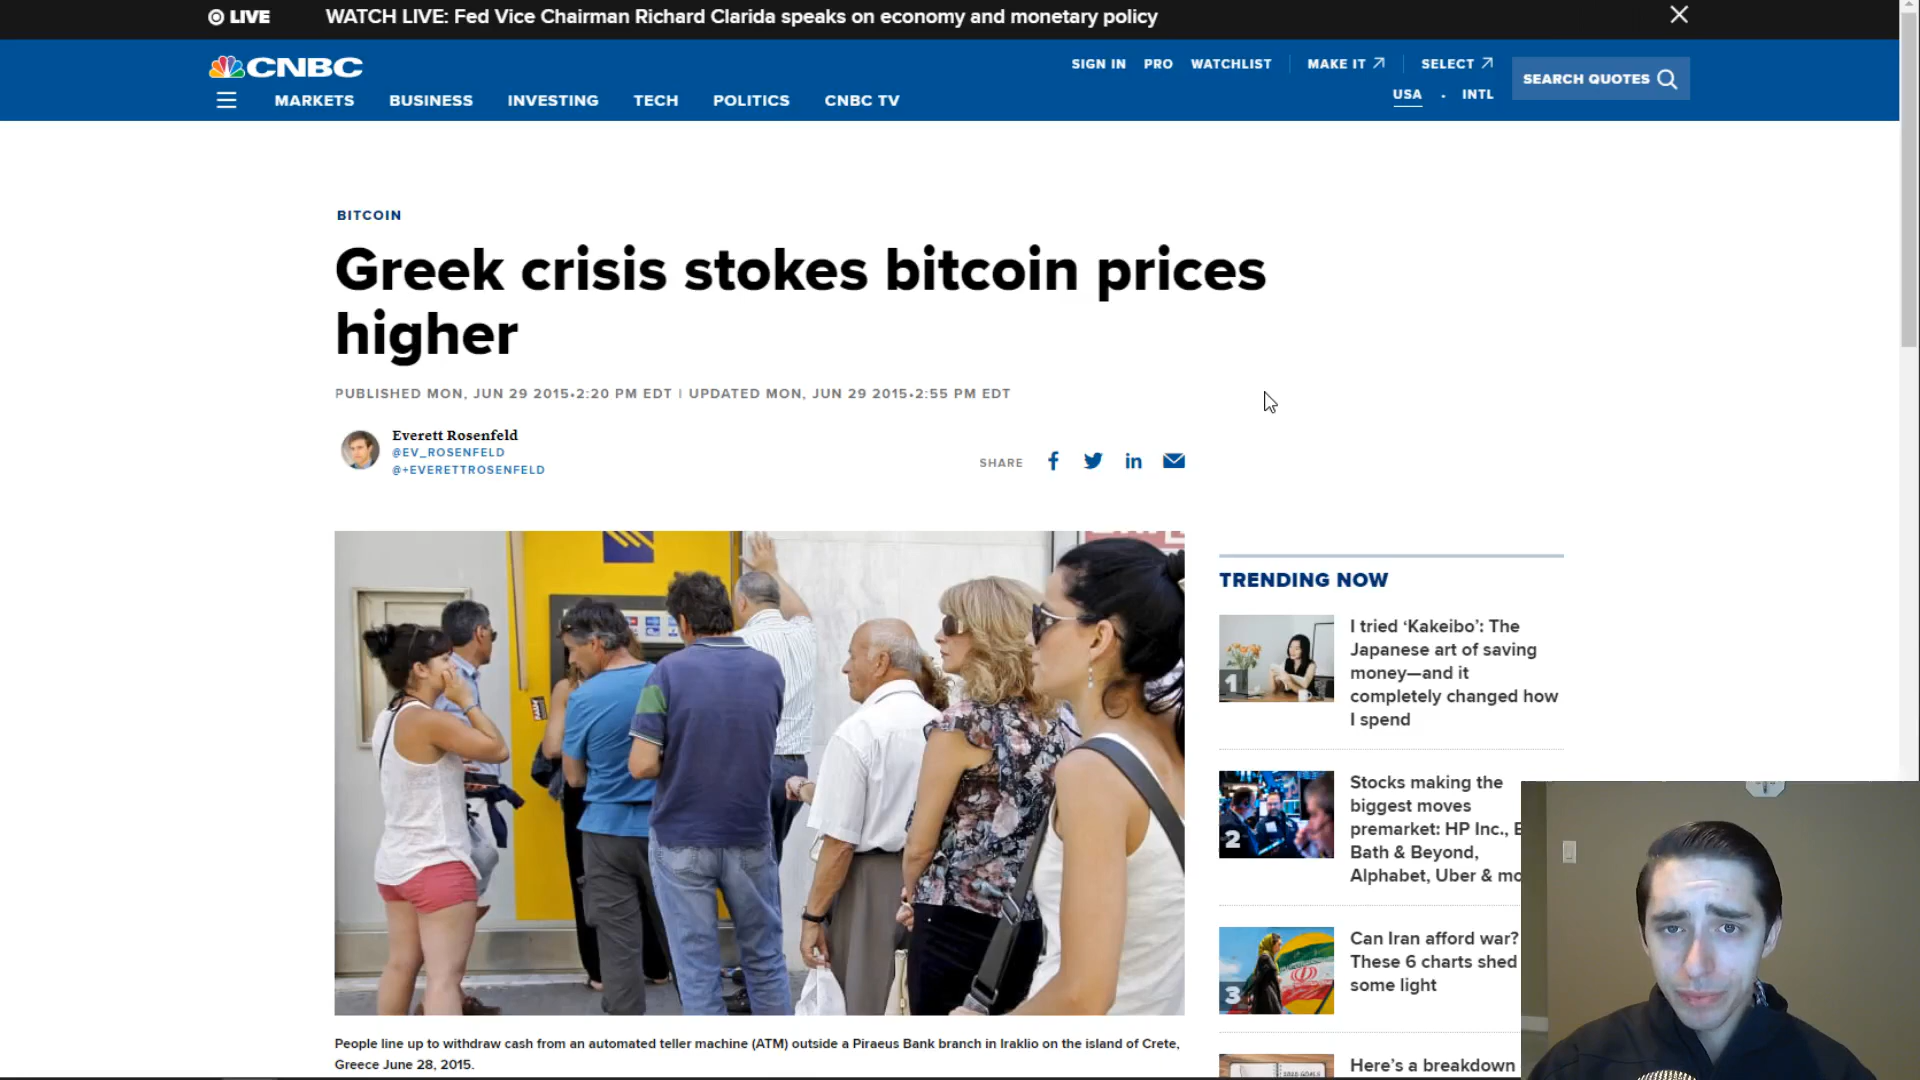 LIVE
WATCH LIVE: Fed Vice Chairman Richard Clarida speaks on economy and monetary policy
CNBC
SIGN IN PRO WATCHLIST MAKE IT SELECT
SEARCH QUOTES
MARKETS BUSINESS INVESTING TECH POLITICS CNBC TV
USA · INTL
BITCOIN
Greek crisis stokes bitcoin prices
higher
PUBLISHED MON, JUN 29 2015•2:20 PM EDT | UPDATED MON, JUN 29 2015•2:55 PM EDT
Everett Rosenfeld
@EV_ROSENFELD
@+EVERETTROSENFELD
SHARE
TRENDING NOW
1
I tried ‘Kakeibo’: The
Japanese art of saving
money—and it
completely changed how
I spend
2
Stocks making the
biggest moves
premarket: HP Inc.,
Bath & Beyond,
Alphabet, Uber &
3
Can Iran afford war?
These 6 charts shed
some light
Here’s a breakdown
People line up to withdraw cash from an automated teller machine (ATM) outside a Piraeus Bank branch in Iraklio on the island of Crete,
Greece June 28, 2015.